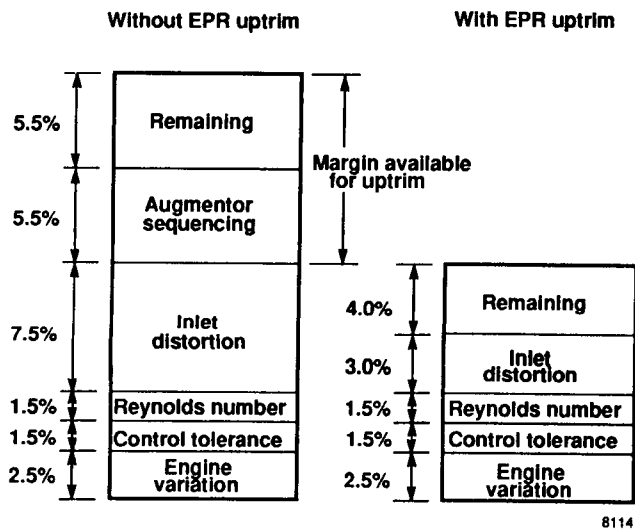 Without EPR uptrim
With EPR uptrim
5.5%
Remaining
Margin available
for uptrim
5.5%
Augmentor
sequencing
7.5%
Inlet
distortion
1.5%
Reynolds number
1.5%
Control tolerance
2.5%
Engine
variation
4.0%
Remaining
3.0%
Inlet
distortion
1.5%
Reynolds number
1.5%
Control tolerance
2.5%
Engine
variation
8114